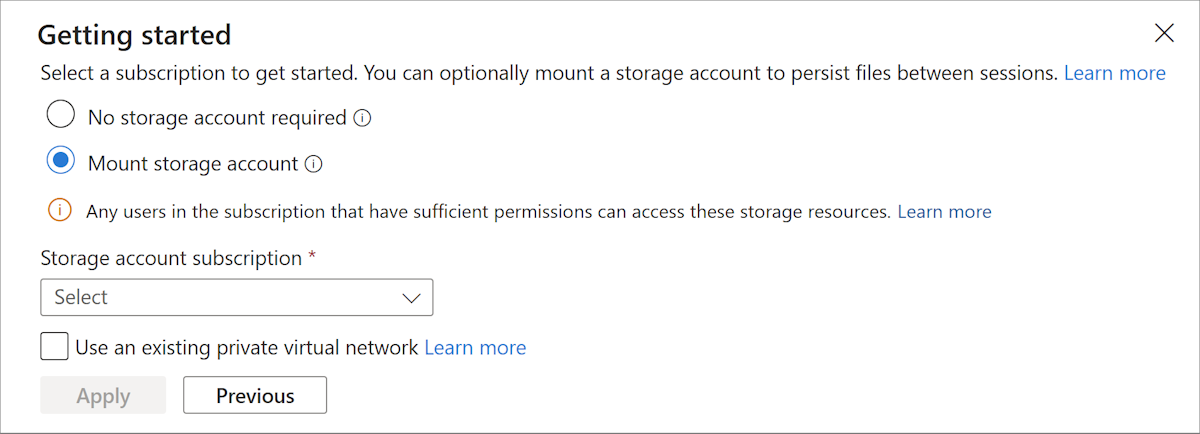 Getting started
Select a subscription to get started. You can optionally mount a storage account to persist files between sessions. Learn more
No storage account required
Mount storage account
Any users in the subscription that have sufficient permissions can access these storage resources. Learn more
Storage account subscription *
Select
Use an existing private virtual network Learn more
Apply Previous